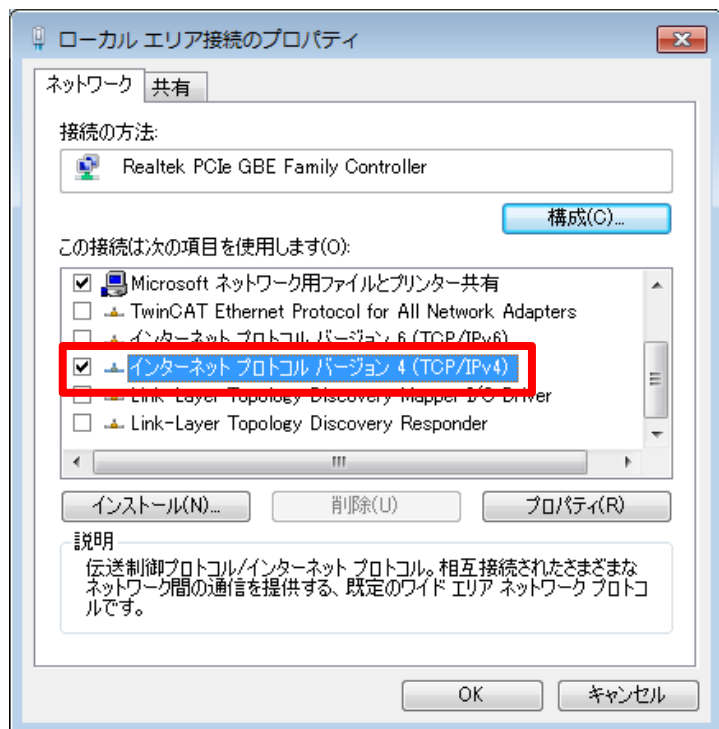 ローカル エリア接続のプロパティ
ネットワーク 共有
接続の方法:
Realtek PCIe GBE Family Controller
構成(C)...
この接続は次の項目を使用します(O):
Microsoft ネットワーク用ファイルとプリンター共有
TwinCAT Ethernet Protocol for All Network Adapters
インターネット プロトコル バージョン 6 (TCP/IPv6)
インターネット プロトコル バージョン 4 (TCP/IPv4)
Link-Layer Topology Discovery Mapper I/O Driver
Link-Layer Topology Discovery Responder
インストール(N)... 削除(U) プロパティ(R)
説明
伝送制御プロトコル/インターネット プロトコル。相互接続されたさまざまな
ネットワーク間の通信を提供する、既定のワイド エリア ネットワーク プロトコ
ルです。
OK キャンセル